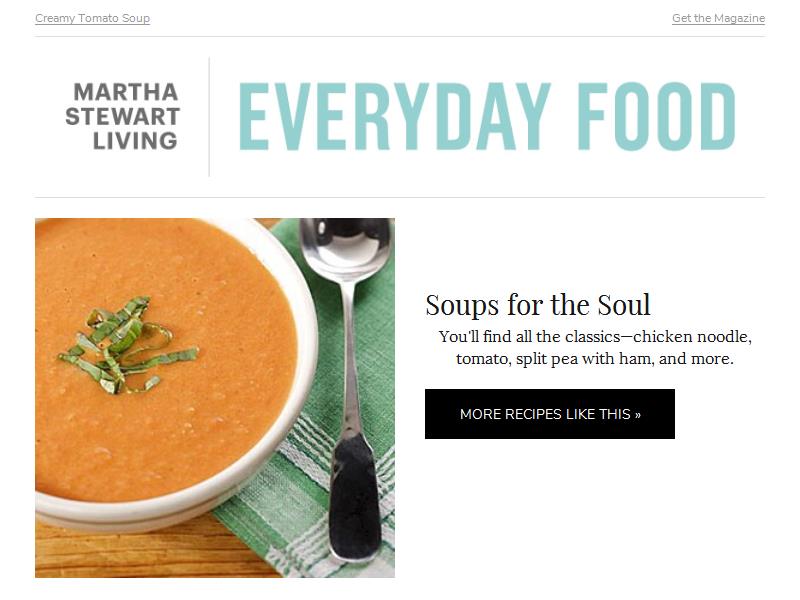 Creamy Tomato Soup
Get the Magazine
MARTHA
STEWART
LIVING
EVERYDAY FOOD
Soups for the Soul
You'll find all the classics—chicken noodle,
tomato, split pea with ham, and more.
MORE RECIPES LIKE THIS »